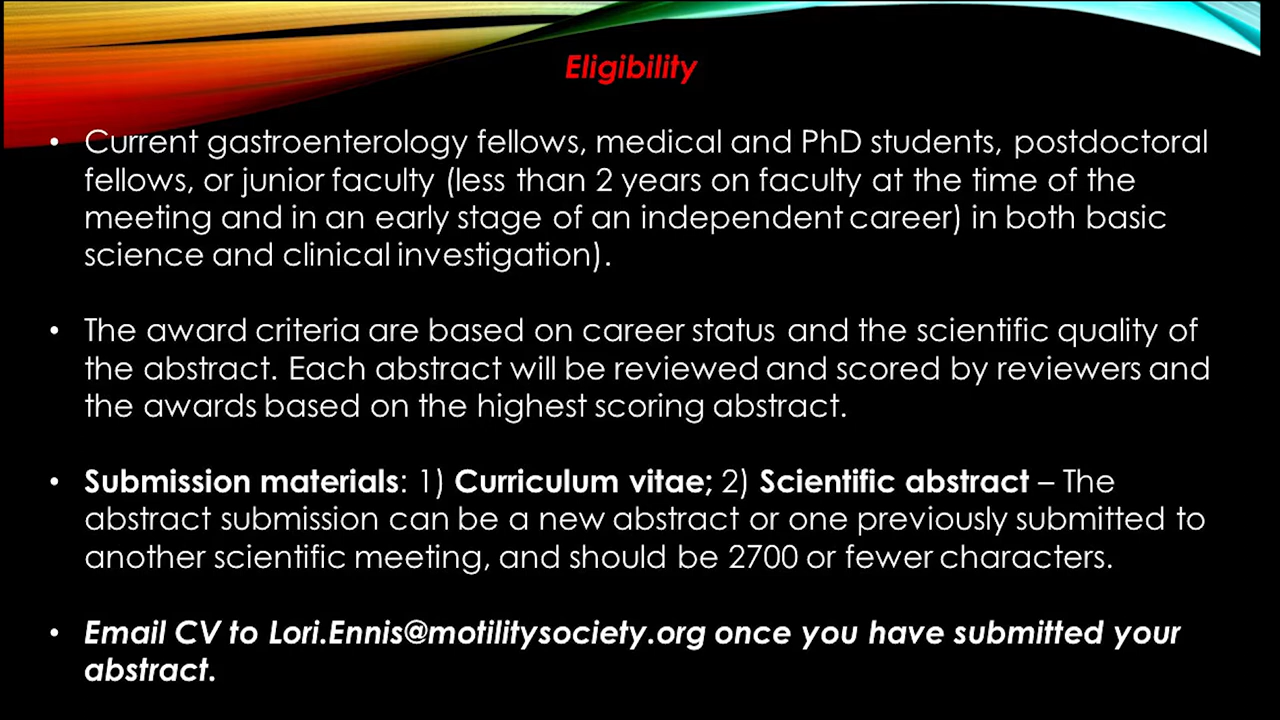 Eligibility
• Current gastroenterology fellows, medical and PhD students, postdoctoral
fellows, or junior faculty (less than 2 years on faculty at the time of the
meeting and in an early stage of an independent career) in both basic
science and clinical investigation).
• The award criteria are based on career status and the scientific quality of
the abstract. Each abstract will be reviewed and scored by reviewers and
the awards based on the highest scoring abstract.
• Submission materials: 1) Curriculum vitae; 2) Scientific abstract – The
abstract submission can be a new abstract or one previously submitted to
another scientific meeting, and should be 2700 or fewer characters.
• Email CV to Lori.Ennis@motilitysociety.org once you have submitted your
abstract.